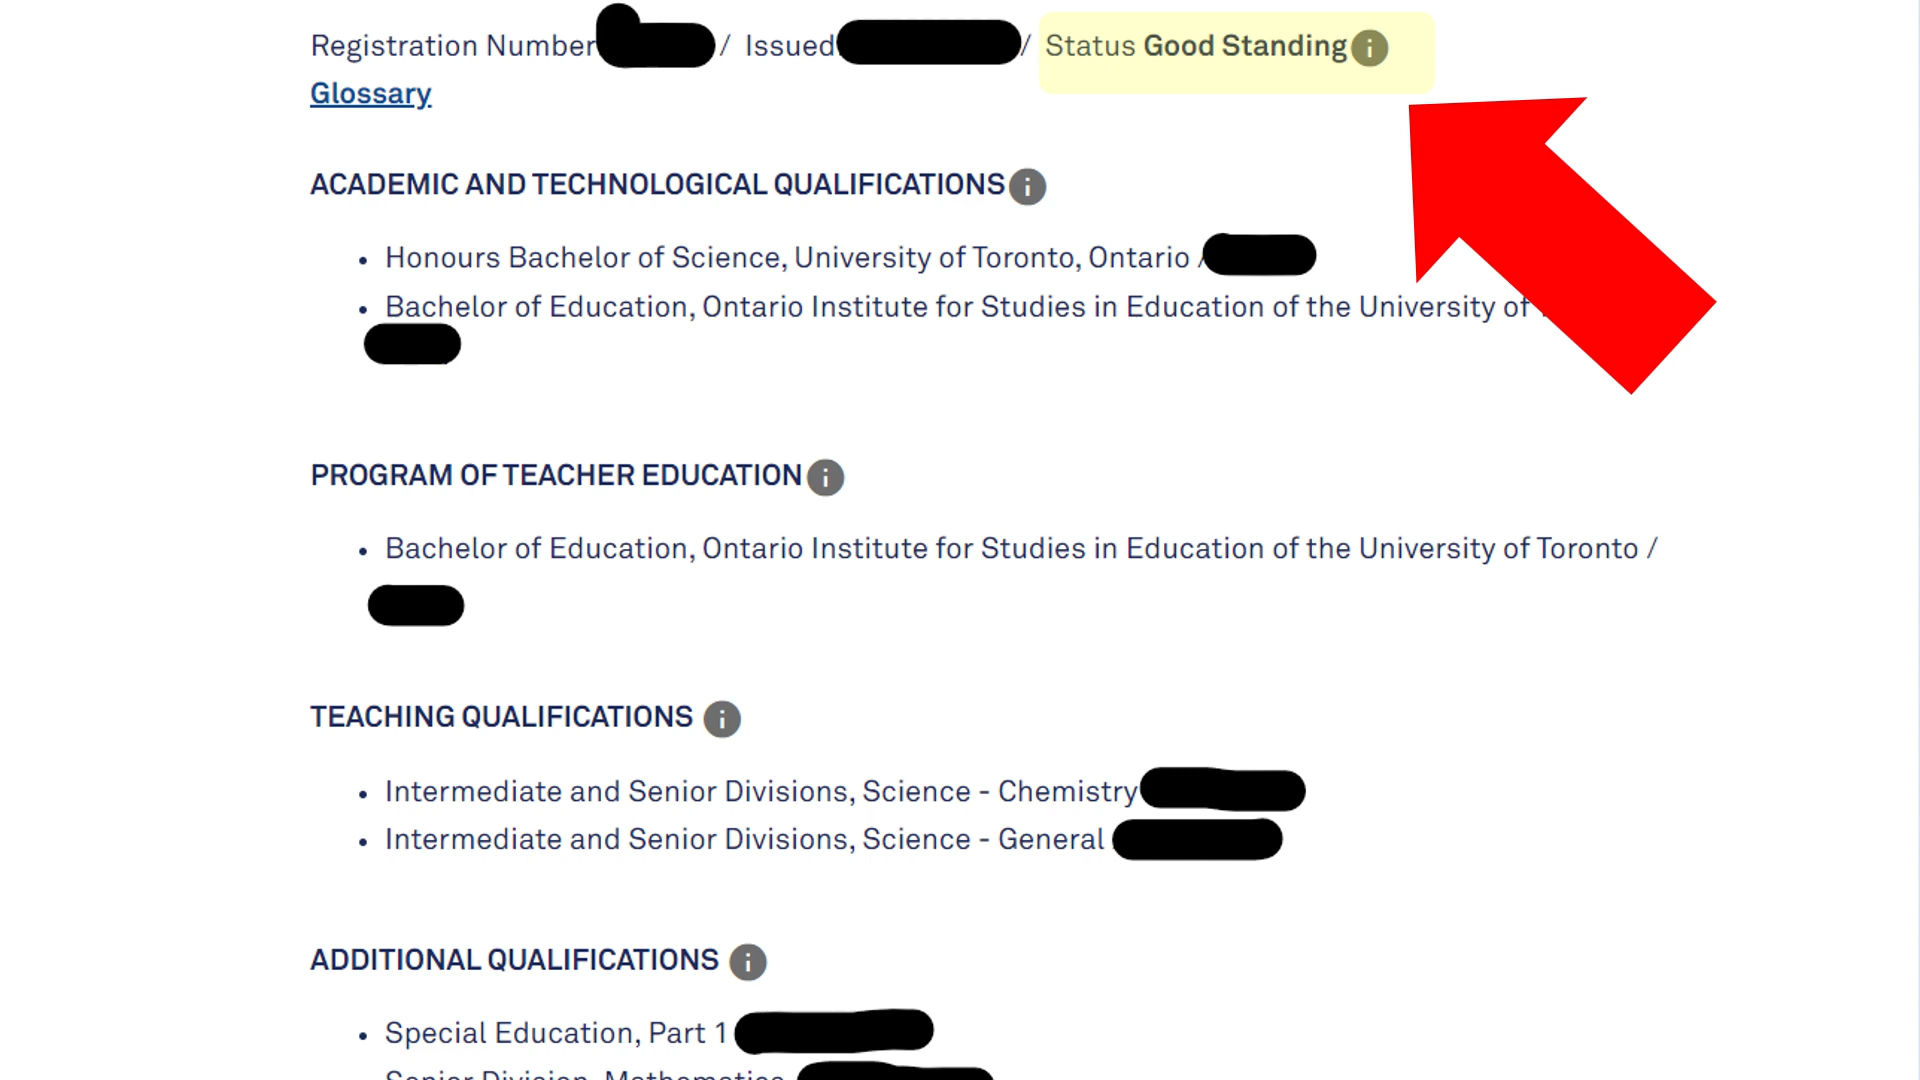 Registration Number / Issued / Status Good Standing i
Glossary
ACADEMIC AND TECHNOLOGICAL QUALIFICATIONS i
• Honours Bachelor of Science, University of Toronto, Ontario /
• Bachelor of Education, Ontario Institute for Studies in Education of the University of
PROGRAM OF TEACHER EDUCATION i
• Bachelor of Education, Ontario Institute for Studies in Education of the University of Toronto /
TEACHING QUALIFICATIONS i
• Intermediate and Senior Divisions, Science - Chemistry
• Intermediate and Senior Divisions, Science - General
ADDITIONAL QUALIFICATIONS i
• Special Education, Part 1
Senior Division, Mathematics